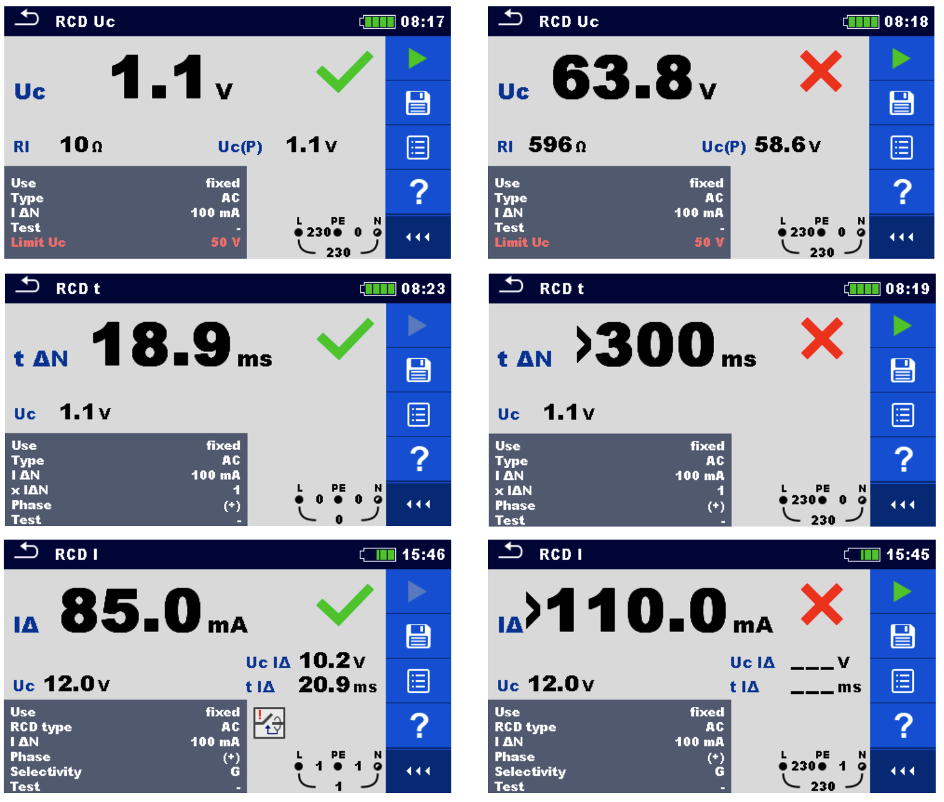 RCD Uc 08:17
Uc 1.1 V
RI 10 Ω Uc(P) 1.1 V
Use fixed
Type AC
I ΔN 100 mA
Test -
Limit Uc 50 V
L PE N
230 0
230
?
RCD Uc 08:18
Uc 63.8 V
RI 596 Ω Uc(P) 58.6 V
Use fixed
Type AC
I ΔN 100 mA
Test -
Limit Uc 50 V
L PE N
230 0
230
?
RCD t 08:23
t ΔN 18.9 ms
Uc 1.1 V
Use fixed
Type AC
I ΔN 100 mA
x IΔN 1
Phase (+)
Test -
L PE N
0 0
0
?
RCD t 08:19
t ΔN >300 ms
Uc 1.1 V
Use fixed
Type AC
I ΔN 100 mA
x IΔN 1
Phase (+)
Test -
L PE N
230 0
230
?
RCD I 15:46
IΔ 85.0 mA
Uc IΔ 10.2 V
Uc 12.0 V t IΔ 20.9 ms
Use fixed
RCD type AC
I ΔN 100 mA
Phase (+)
Selectivity G
Test -
!
L PE N
1 1
1
?
RCD I 15:45
IΔ >110.0 mA
Uc IΔ ___ V
Uc 12.0 V t IΔ ___ ms
Use fixed
RCD type AC
I ΔN 100 mA
Phase (+)
Selectivity G
Test -
L PE N
230 1
230
?